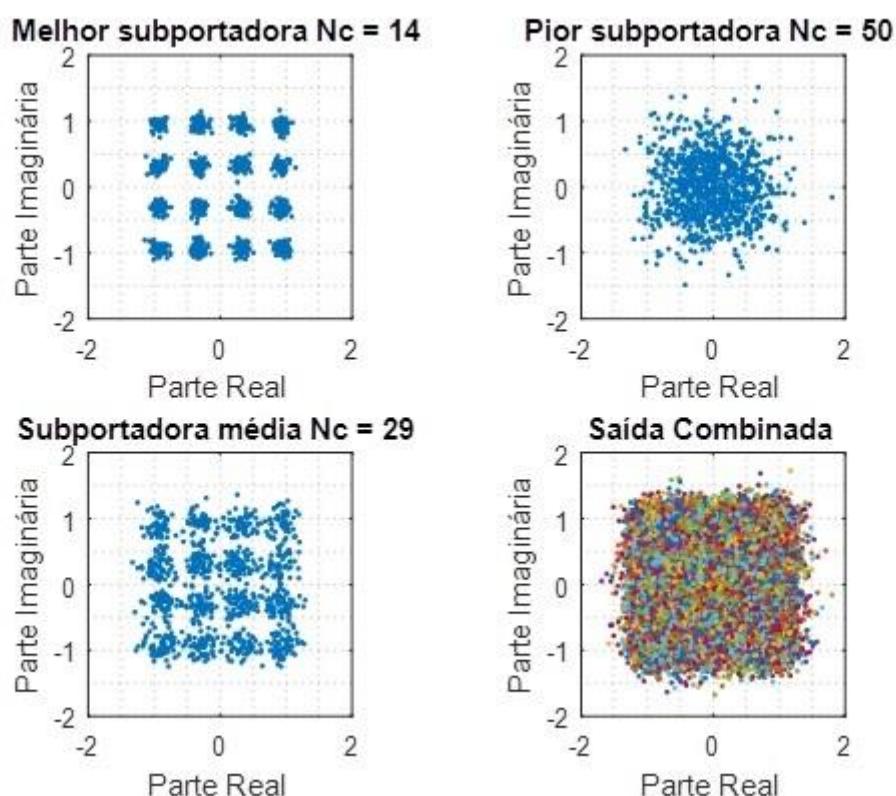 Melhor subportadora Nc = 14
2
1
0
-1
-2
Parte Imaginária
-2 0 2
Parte Real
Pior subportadora Nc = 50
2
1
0
-1
-2
Parte Imaginária
-2 0 2
Parte Real
Subportadora média Nc = 29
2
1
0
-1
-2
Parte Imaginária
-2 0 2
Parte Real
Saída Combinada
2
1
0
-1
-2
Parte Imaginária
-2 0 2
Parte Real